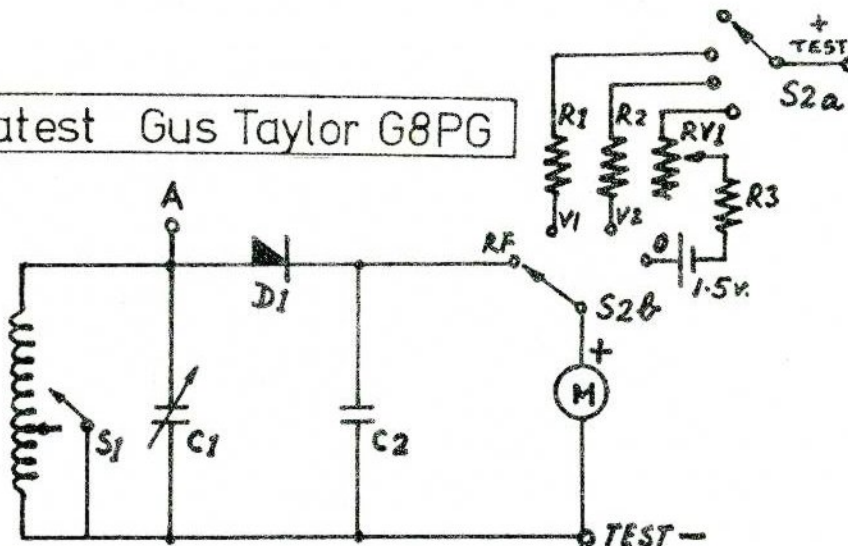 +
TEST
S2a
atest Gus Taylor G8PG
R1
R2
RV1
R3
A
V1
V2
RF
0
1.5v.
D1
S2b
+
M
S1
C1
C2
TEST -